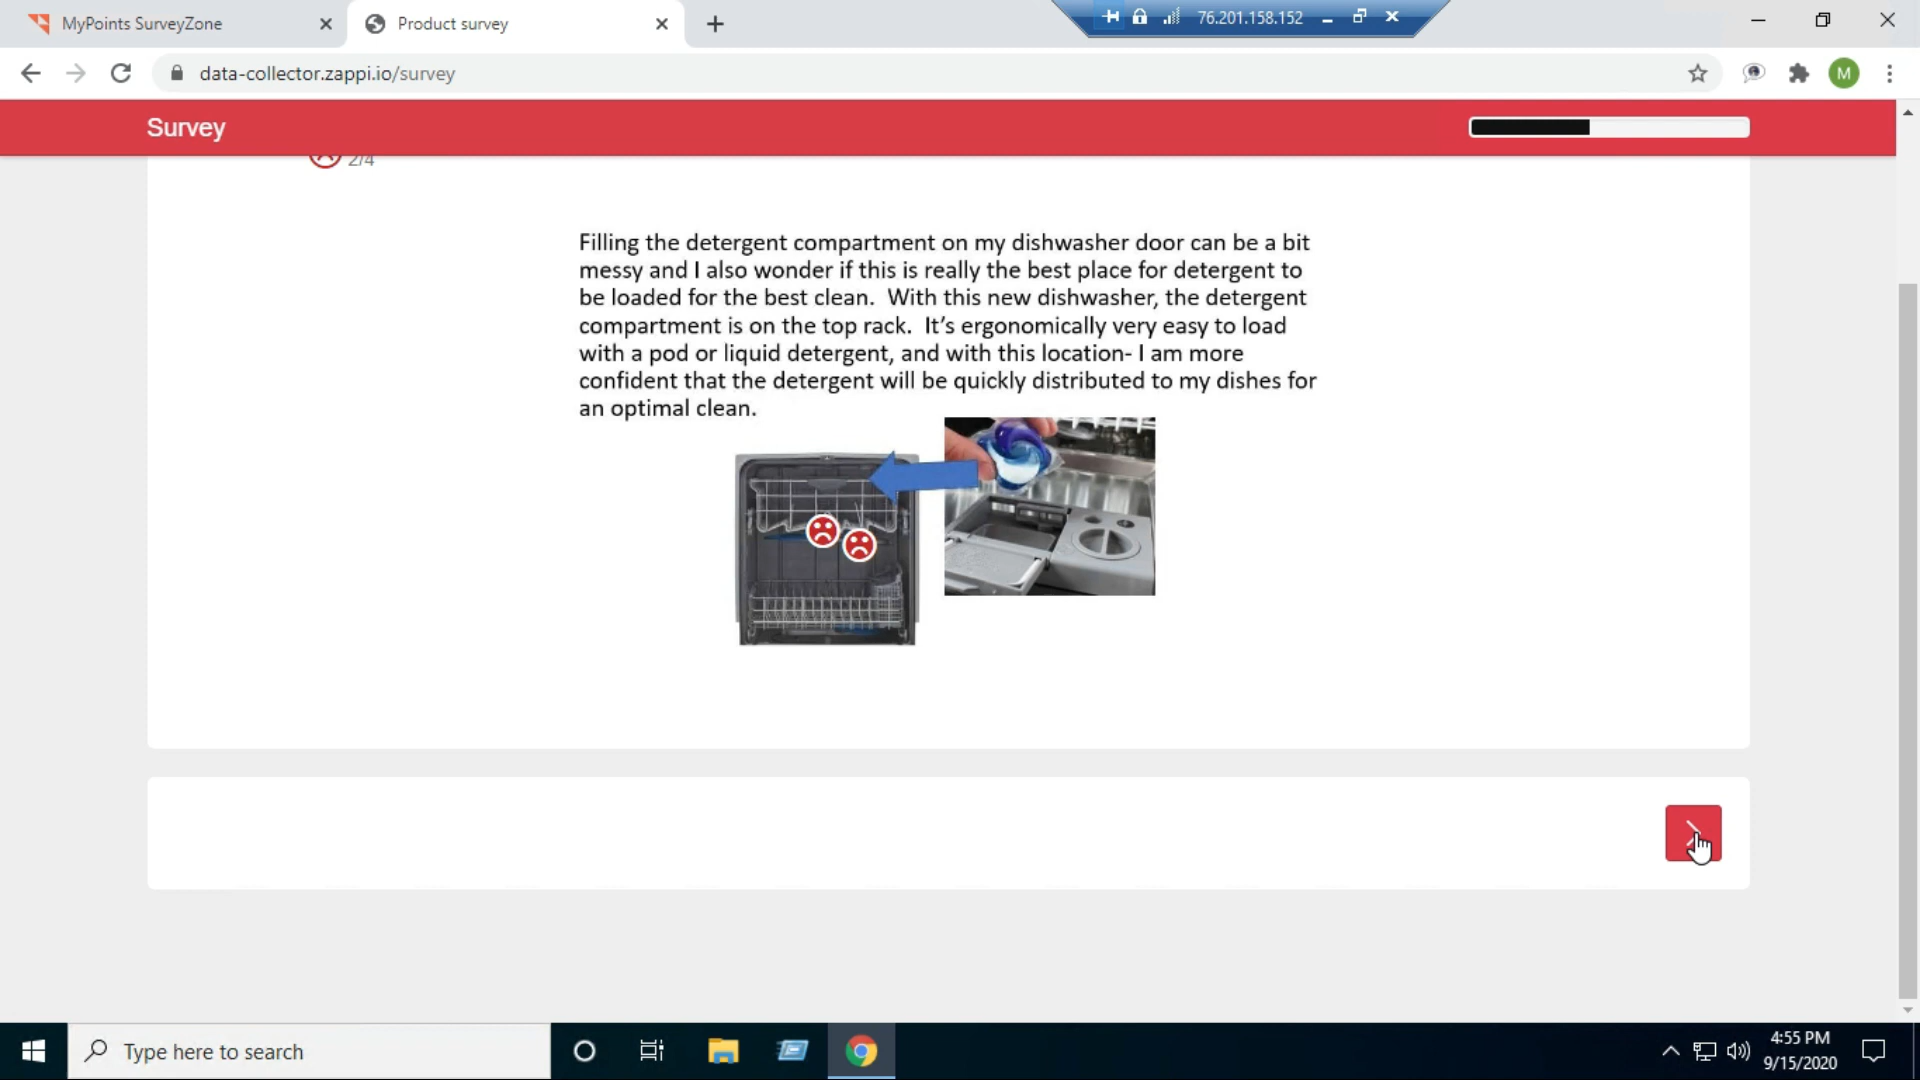 MyPoints SurveyZone
Product survey
76.201.158.152
data-collector.zappi.io/survey
M
Survey
2/4
Filling the detergent compartment on my dishwasher door can be a bit
messy and I also wonder if this is really the best place for detergent to
be loaded for the best clean.  With this new dishwasher, the detergent
compartment is on the top rack.  It’s ergonomically very easy to load
with a pod or liquid detergent, and with this location- I am more
confident that the detergent will be quickly distributed to my dishes for
an optimal clean.
Type here to search
4:55 PM
9/15/2020